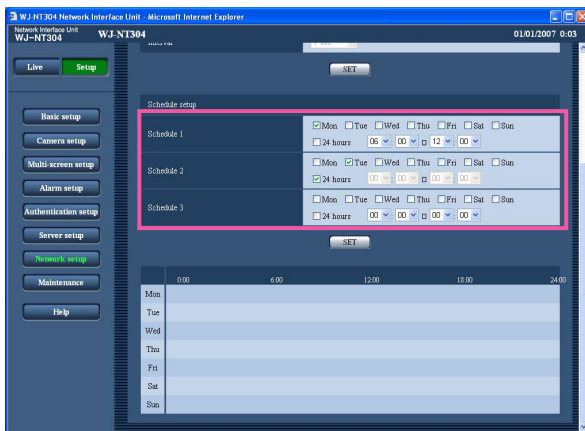 WJ-NT304 Network Interface Unit - Microsoft Internet Explorer
Network Interface Unit
WJ-NT304
WJ-NT304
01/01/2007 0:03
Live
Setup
Interval
SET
Schedule setup
Basic setup
Camera setup
Multi-screen setup
Alarm setup
Authentication setup
Server setup
Network setup
Maintenance
Help
Schedule 1
Mon Tue Wed Thu Fri Sat Sun
24 hours 06 : 00 12 : 00
Schedule 2
Mon Tue Wed Thu Fri Sat Sun
24 hours 00 : 00 00 : 00
Schedule 3
Mon Tue Wed Thu Fri Sat Sun
24 hours 00 : 00 00 : 00
SET
0:00 6:00 12:00 18:00 24:00
Mon
Tue
Wed
Thu
Fri
Sat
Sun